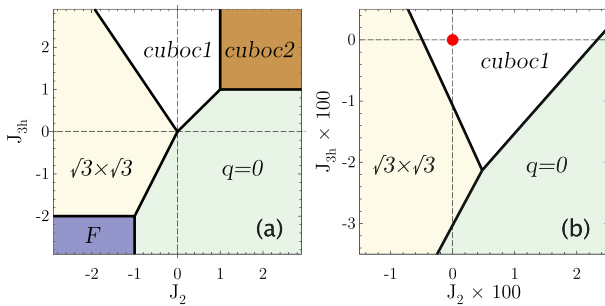 2
1
0
-1
-2
J₃ₕ
cuboc1
cuboc2
√3×√3
q=0
F
(a)
-2 -1 0 1 2
J₂
0
-1
-2
-3
J₃ₕ × 100
cuboc1
√3×√3
q=0
(b)
-1 0 1 2
J₂ × 100